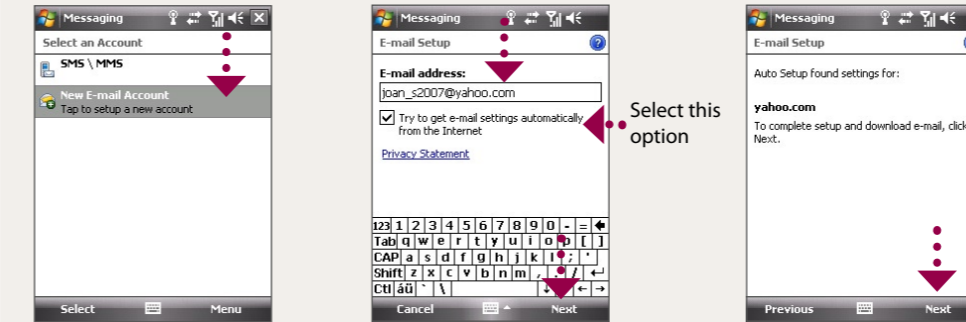 Messaging
Select an Account
SMS \ MMS
New E-mail Account
Tap to setup a new account
Select Menu
Messaging
E-mail Setup
E-mail address:
joan_s2007@yahoo.com
Try to get e-mail settings automatically
from the Internet
Privacy Statement
123 1 2 3 4 5 6 7 8 9 0 - =
Tab q w e r t y u i o p [ ]
CAP a s d f g h j k l ; '
Shift z x c v b n m , . /
Ctl áü ` \
Cancel Next
Select this
option
Messaging
E-mail Setup
Auto Setup found settings for:
yahoo.com
To complete setup and download e-mail, click
Next.
Previous Next